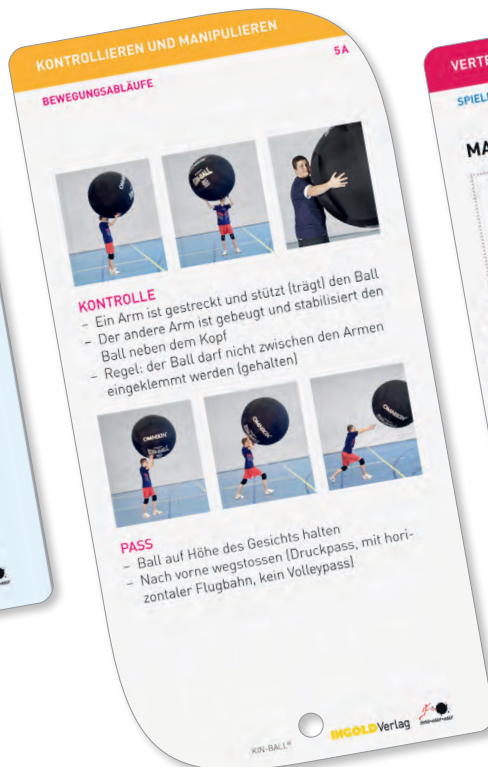 KONTROLLIEREN UND MANIPULIEREN
BEWEGUNGSABLÄUFE
5A
KONTROLLE
– Ein Arm ist gestreckt und stützt (trägt) den Ball
– Der andere Arm ist gebeugt und stabilisiert den
Ball neben dem Kopf
– Regel: der Ball darf nicht zwischen den Armen
eingeklemmt werden (gehalten)
OMNIKIN
PASS
– Ball auf Höhe des Gesichts halten
– Nach vorne wegstossen (Druckpass, mit hori-
zontaler Flugbahn, kein Volleypass)
KIN-BALL®
INGOLDVerlag
VERTE
SPIEL
MA